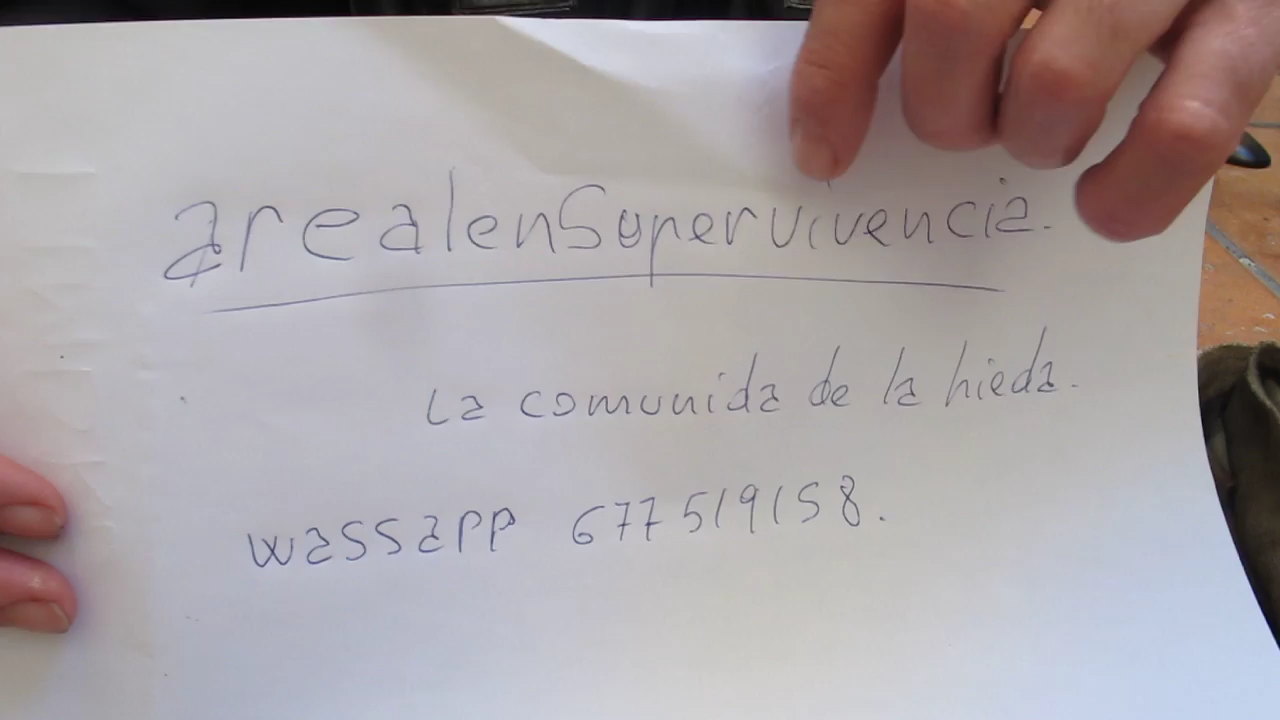 arealensupervivencia.
La comunida de la hieda.
wassapp 677519158.